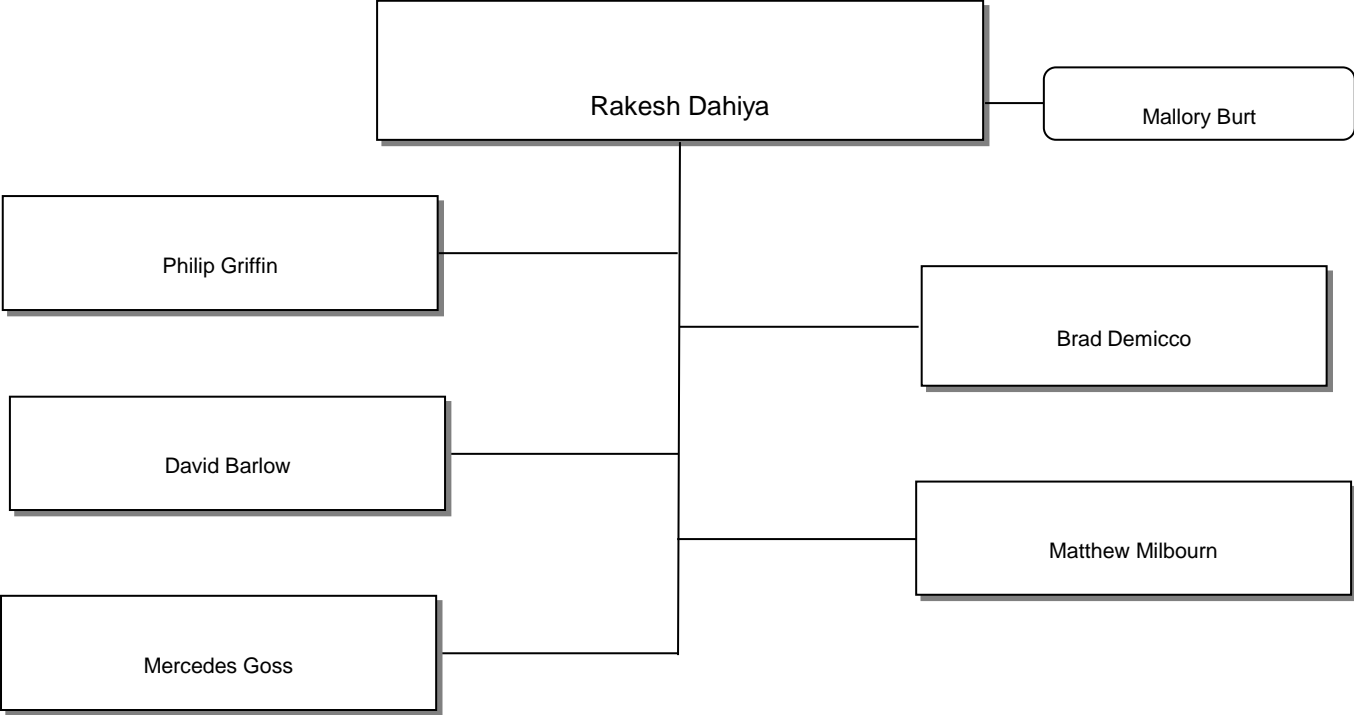 Rakesh Dahiya
Mallory Burt
Philip Griffin
Brad Demicco
David Barlow
Matthew Milbourn
Mercedes Goss